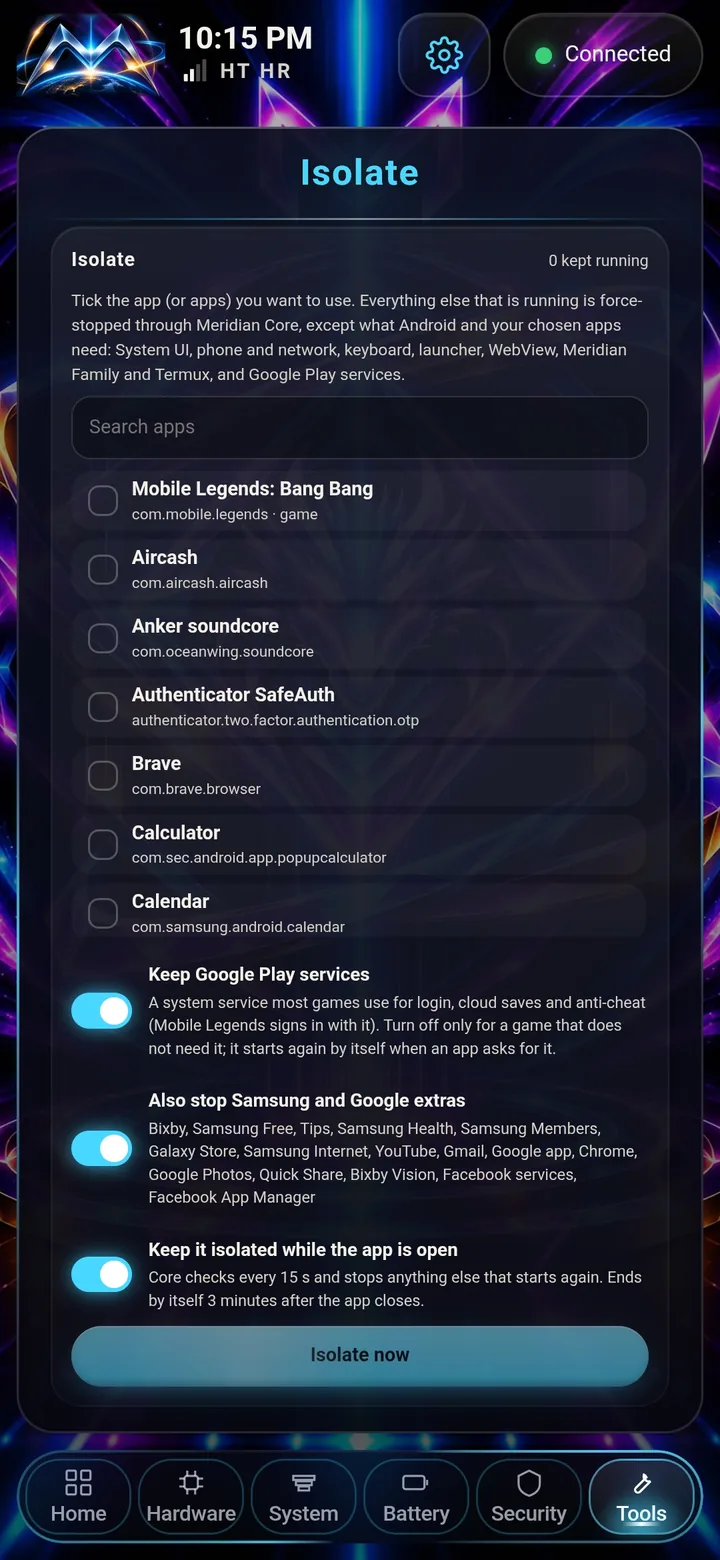 10:15 PM
HT HR
Connected
Isolate
Isolate
0 kept running
Tick the app (or apps) you want to use. Everything else that is running is force-
stopped through Meridian Core, except what Android and your chosen apps
need: System UI, phone and network, keyboard, launcher, WebView, Meridian
Family and Termux, and Google Play services.
Search apps
Mobile Legends: Bang Bang
com.mobile.legends · game
Aircash
com.aircash.aircash
Anker soundcore
com.oceanwing.soundcore
Authenticator SafeAuth
authenticator.two.factor.authentication.otp
Brave
com.brave.browser
Calculator
com.sec.android.app.popupcalculator
Calendar
com.samsung.android.calendar
Keep Google Play services
A system service most games use for login, cloud saves and anti-cheat
(Mobile Legends signs in with it). Turn off only for a game that does
not need it; it starts again by itself when an app asks for it.
Also stop Samsung and Google extras
Bixby, Samsung Free, Tips, Samsung Health, Samsung Members,
Galaxy Store, Samsung Internet, YouTube, Gmail, Google app, Chrome,
Google Photos, Quick Share, Bixby Vision, Facebook services,
Facebook App Manager
Keep it isolated while the app is open
Core checks every 15 s and stops anything else that starts again. Ends
by itself 3 minutes after the app closes.
Isolate now
Home
Hardware
System
Battery
Security
Tools